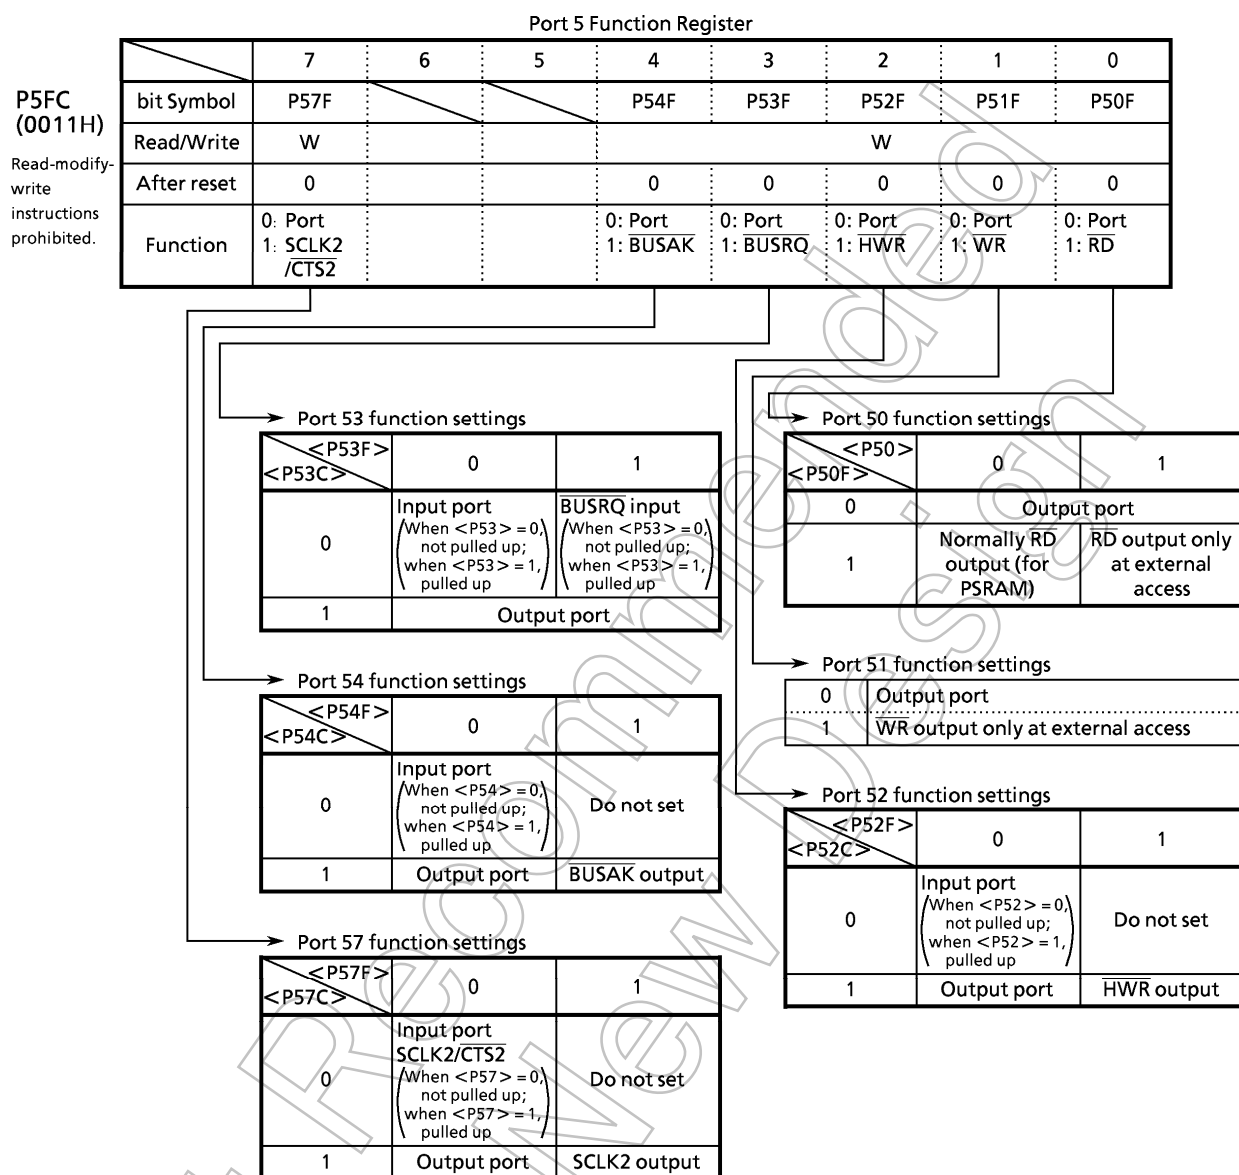 Port 5 Function Register
7 6 5 4 3 2 1 0
P5FC
(0011H)
bit Symbol P57F P54F P53F P52F P51F P50F
Read/Write W W
After reset 0 0 0 0 0 0
Read-modify-
write
instructions
prohibited.
Function
0: Port
1: SCLK2
/CTS2
0: Port
1: BUSAK
0: Port
1: BUSRQ
0: Port
1: HWR
0: Port
1: WR
0: Port
1: RD
Port 53 function settings
<P53F>
<P53C>
0 1
0
Input port
(When <P53> = 0,
not pulled up;
when <P53> = 1,
pulled up)
BUSRQ input
(When <P53> = 0,
not pulled up;
when <P53> = 1,
pulled up)
1 Output port
Port 54 function settings
<P54F>
<P54C>
0 1
0
Input port
(When <P54> = 0,
not pulled up;
when <P54> = 1,
pulled up)
Do not set
1 Output port BUSAK output
Port 57 function settings
<P57F>
<P57C>
0 1
0
Input port
SCLK2/CTS2
(When <P57> = 0,
not pulled up;
when <P57> = 1,
pulled up)
Do not set
1 Output port SCLK2 output
Port 50 function settings
<P50>
<P50F>
0 1
0 Output port
1
Normally RD
output (for
PSRAM)
RD output only
at external
access
Port 51 function settings
0 Output port
1 WR output only at external access
Port 52 function settings
<P52F>
<P52C>
0 1
0
Input port
(When <P52> = 0,
not pulled up;
when <P52> = 1,
pulled up)
Do not set
1 Output port HWR output
Recommended
New Design